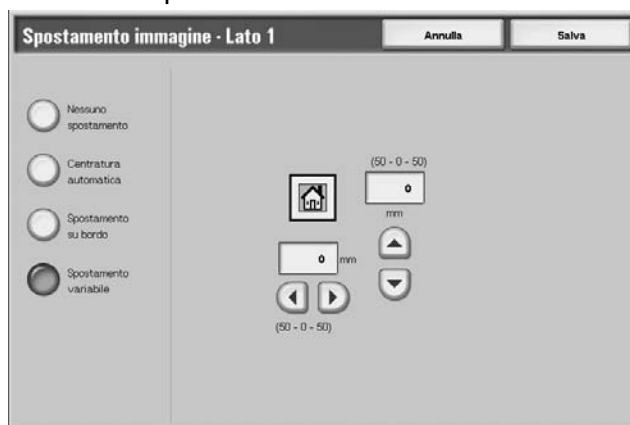 Spostamento immagine - Lato 1
Annulla
Salva
Nessuno
spostamento
Centratura
automatica
Spostamento
su bordo
Spostamento
variabile
(50 - 0 - 50)
0
mm
0 mm
(50 - 0 - 50)